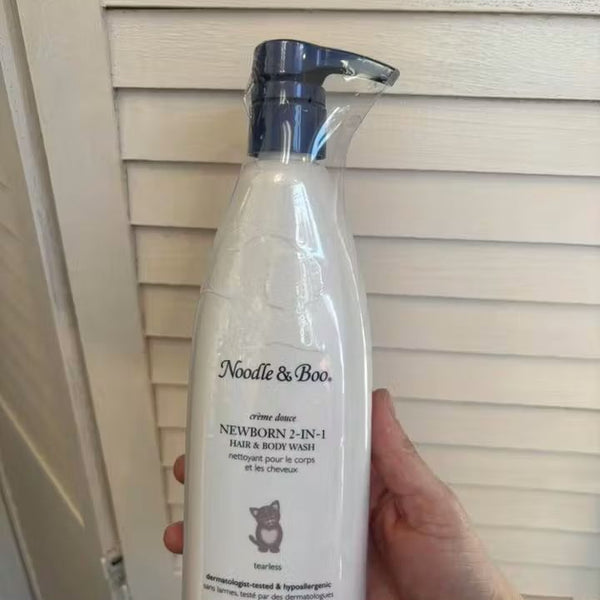 Noodle & Boo®
crème douce
NEWBORN 2-IN-1
HAIR & BODY WASH
nettoyant pour le corps
et les cheveux
tearless
dermatologist-tested & hypoallergenic
sans larmes, testé par des dermatologues